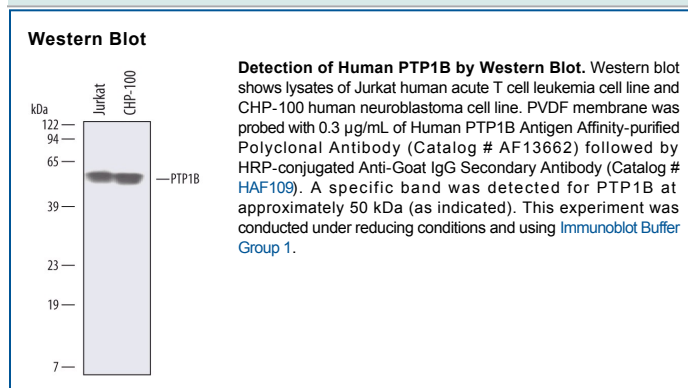 Western Blot
Jurkat
CHP-100
kDa
122
94
65
PTP1B
39
23
19
7
Detection of Human PTP1B by Western Blot. Western blot
shows lysates of Jurkat human acute T cell leukemia cell line and
CHP-100 human neuroblastoma cell line. PVDF membrane was
probed with 0.3 µg/mL of Human PTP1B Antigen Affinity-purified
Polyclonal Antibody (Catalog # AF13662) followed by
HRP-conjugated Anti-Goat IgG Secondary Antibody (Catalog #
HAF109). A specific band was detected for PTP1B at
approximately 50 kDa (as indicated). This experiment was
conducted under reducing conditions and using Immunoblot Buffer
Group 1.